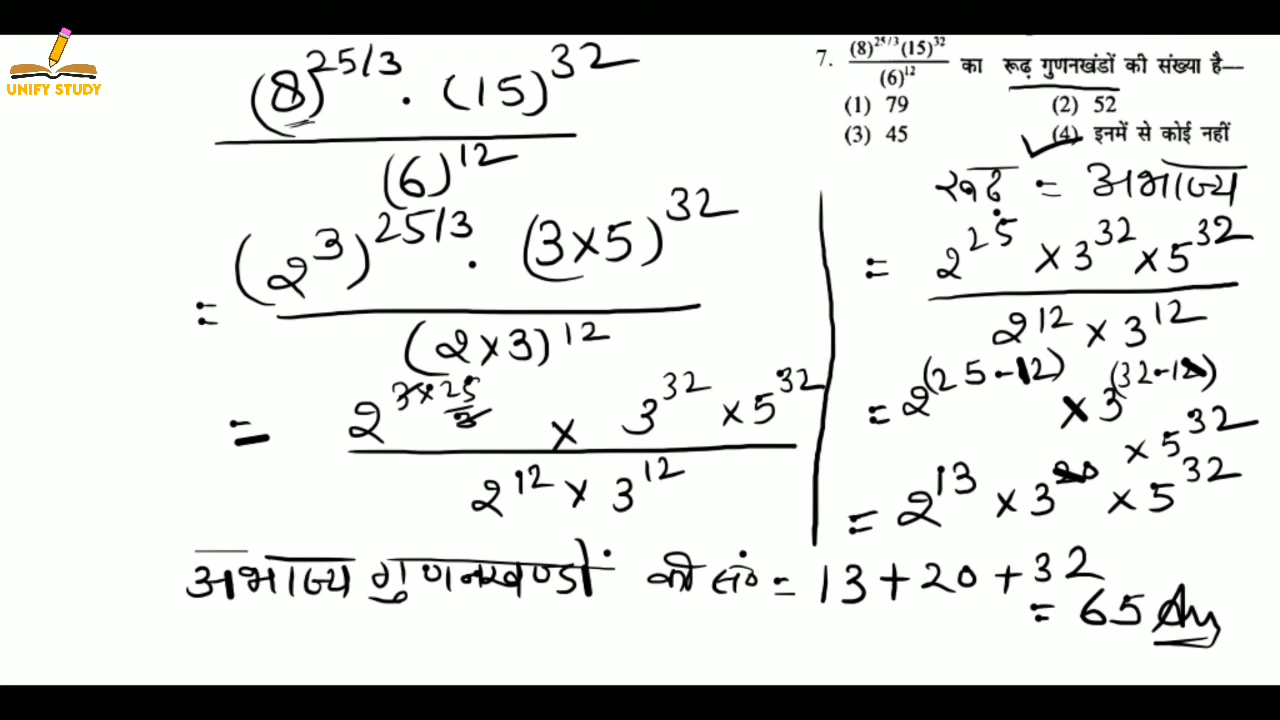 UNIFY STUDY
7. (8)^25/3 (15)^32 / (6)^12 का रूढ़ गुणनखंडों की संख्या है—
(1) 79 (2) 52
(3) 45 (4) इनमें से कोई नहीं
(8)^25/3 . (15)^32
(6)^12
= (2^3)^25/3 . (3×5)^32
(2×3)^12
= 2^3×25/3 × 3^32 × 5^32
2^12 × 3^12
रूढ़ = अभाज्य
= 2^25 × 3^32 × 5^32
2^12 × 3^12
= 2^(25-12) × 3^(32-12)
× 5^32
= 2^13 × 3^20 × 5^32
अभाज्य गुणनखण्डों की सं० = 13 + 20 + 32
= 65 Ans